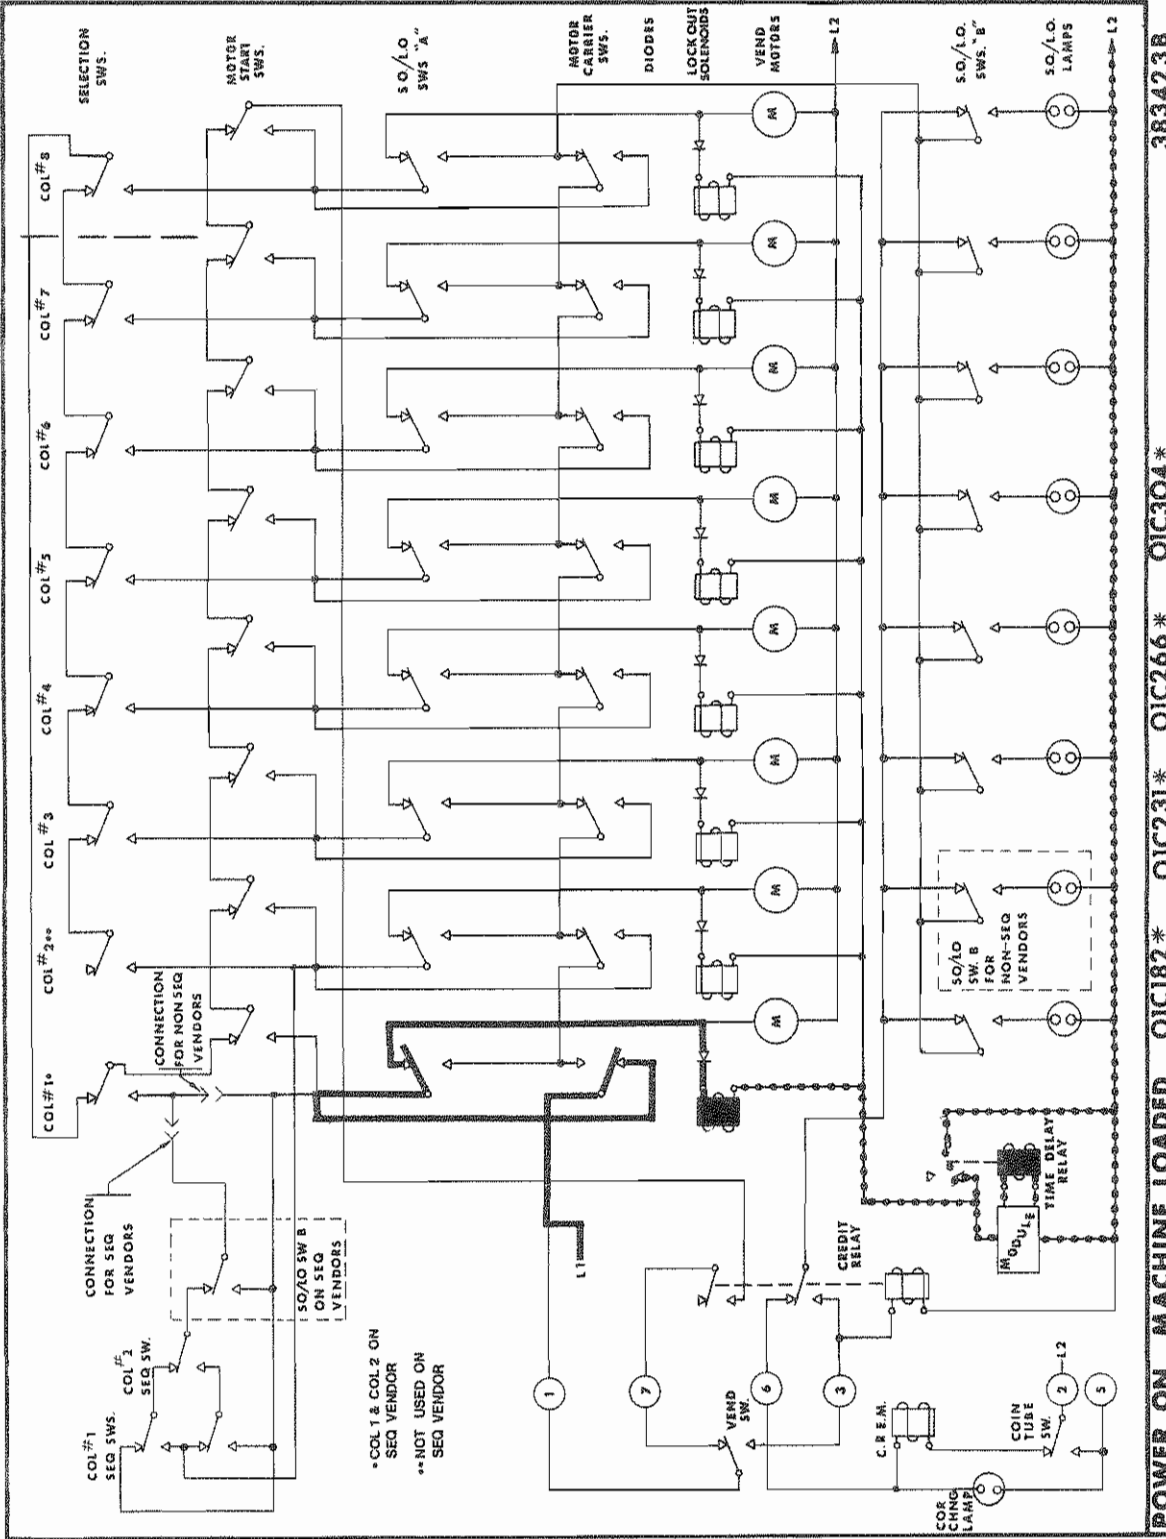 SELECTION
SWS.
MOTOR
START
SWS.
S.O/L.O
SWS "A"
MOTOR
CARRIER
SWS.
DIODES
LOCK OUT
SOLENOIDS
VEND
MOTORS
L2
S.O/L.O.
SWS. "B"
S.O/L.O.
LAMPS
L2
COL#8
COL#7
COL#6
COL#5
COL#4
COL #3
COL#2**
COL#1*
CONNECTION
FOR NON SEQ
VENDORS
CONNECTION
FOR SEQ
VENDORS
SO/LO SW B
ON SEQ
VENDORS
COL# 2
SEQ SW.
COL#1
SEQ SWS.
*COL 1 & COL 2 ON
SEQ VENDOR
**NOT USED ON
SEQ VENDOR
M
M
M
M
M
M
M
M
SO/LO
SW. B
FOR
NON-SEQ
VENDORS
L1
1
7
6
3
VEND
SW.
CREDIT
RELAY
MODULE
TIME DELAY
RELAY
C.R.E.M.
COIN
TUBE
SW.
2
L2
5
COR
CHNG
LAMP
POWER ON MACHINE LOADED OIC182* OIC231* OIC266* OIC304* 383423B